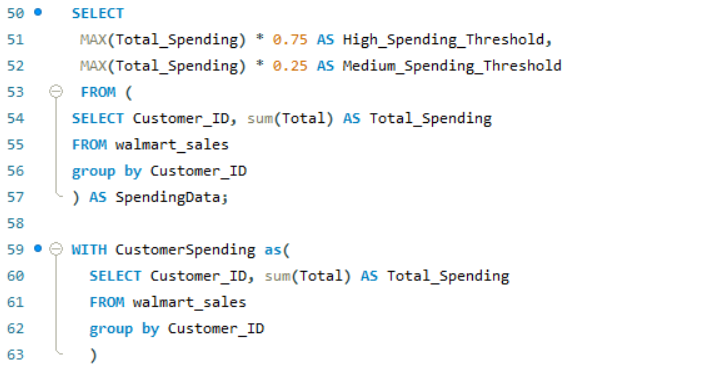 50 SELECT
51 MAX(Total_Spending) * 0.75 AS High_Spending_Threshold,
52 MAX(Total_Spending) * 0.25 AS Medium_Spending_Threshold
53 FROM (
54 SELECT Customer_ID, sum(Total) AS Total_Spending
55 FROM walmart_sales
56 group by Customer_ID
57 ) AS SpendingData;
58
59 WITH CustomerSpending as(
60 SELECT Customer_ID, sum(Total) AS Total_Spending
61 FROM walmart_sales
62 group by Customer_ID
63 )